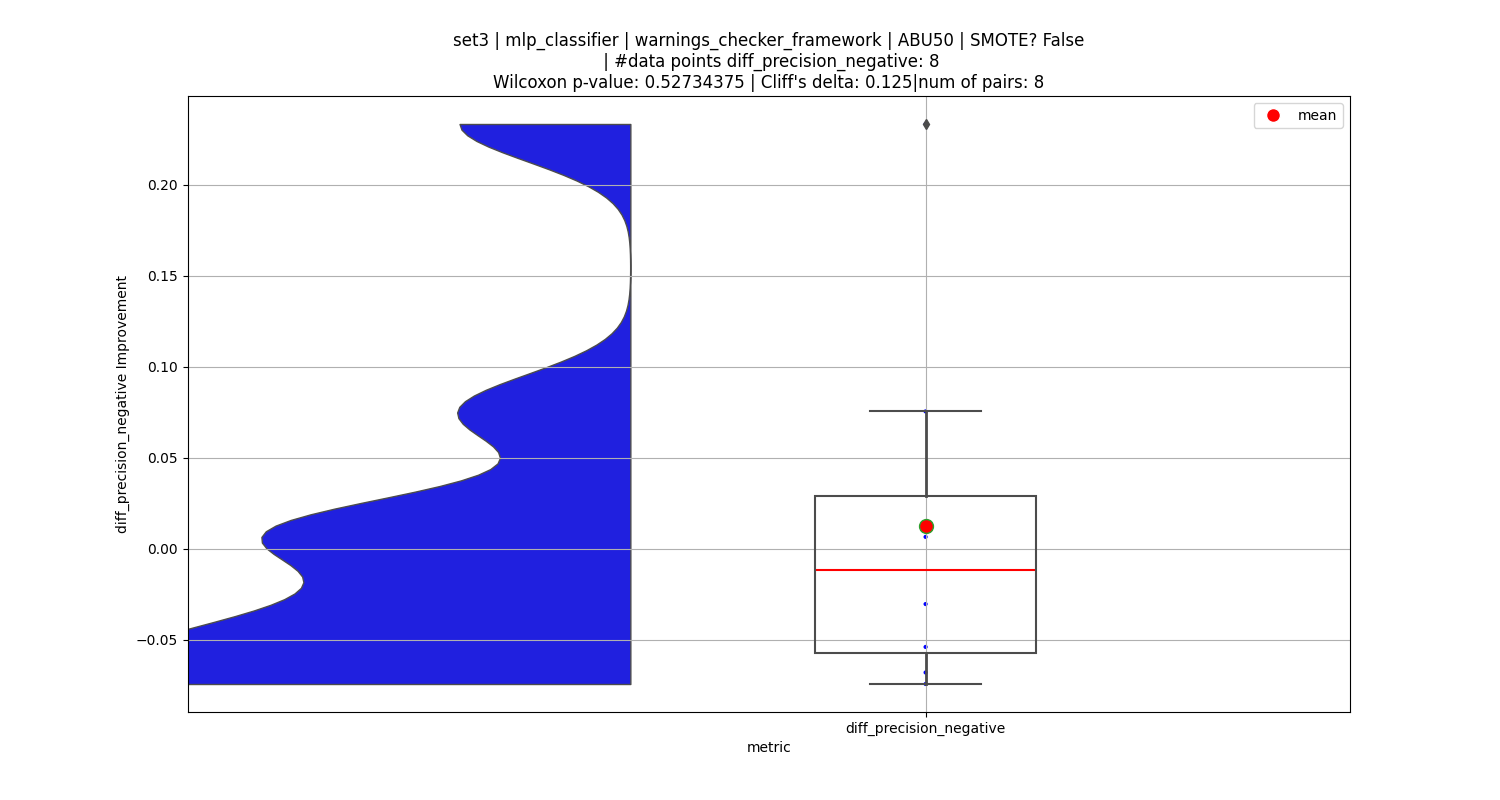 set3 | mlp_classifier | warnings_checker_framework | ABU50 | SMOTE? False
| #data points diff_precision_negative: 8
Wilcoxon p-value: 0.52734375 | Cliff's delta: 0.125|num of pairs: 8
mean
0.20
0.15
0.10
0.05
0.00
−0.05
diff_precision_negative Improvement
diff_precision_negative
metric